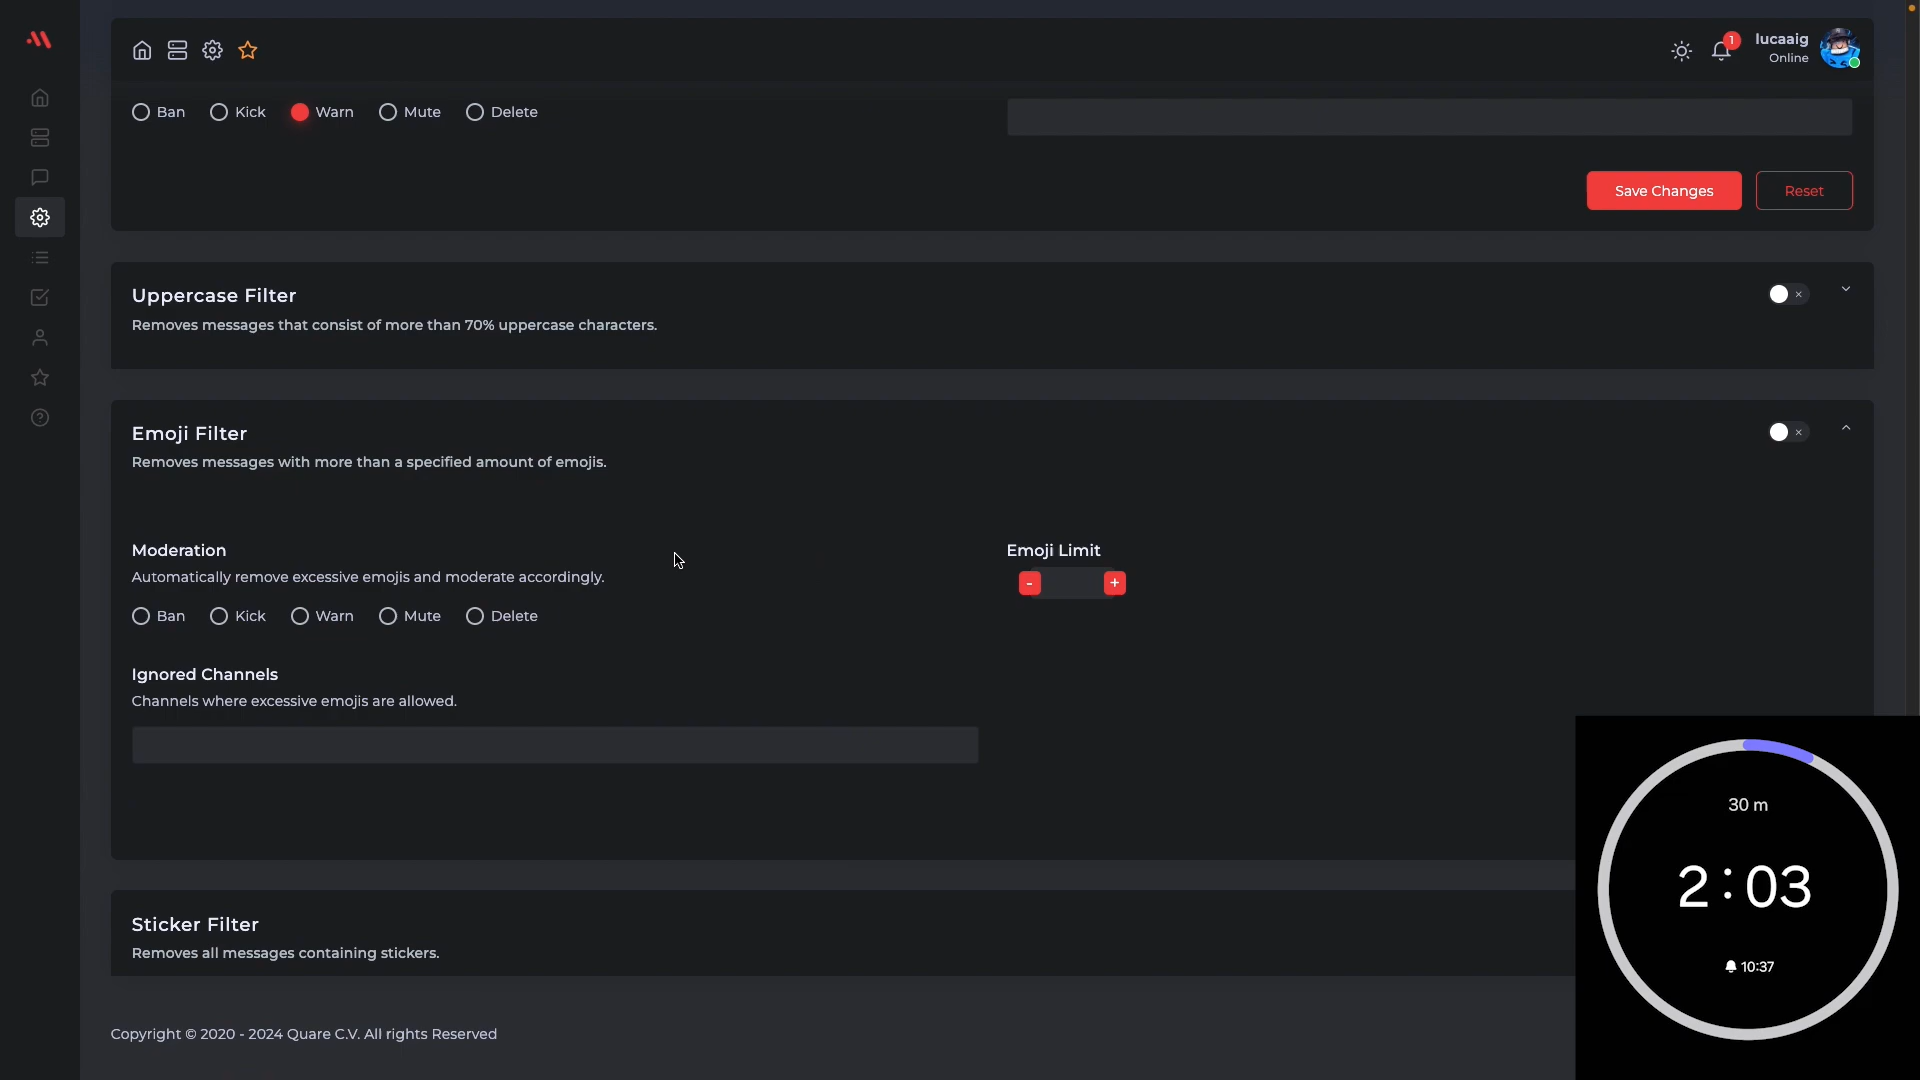 1
lucaaig
Online
Ban
Kick
Warn
Mute
Delete
Save Changes
Reset
Uppercase Filter
Removes messages that consist of more than 70% uppercase characters.
Emoji Filter
Removes messages with more than a specified amount of emojis.
Moderation
Automatically remove excessive emojis and moderate accordingly.
Ban
Kick
Warn
Mute
Delete
Emoji Limit
-
+
Ignored Channels
Channels where excessive emojis are allowed.
Sticker Filter
Removes all messages containing stickers.
Copyright © 2020 - 2024 Quare C.V. All rights Reserved
30 m
2:03
10:37